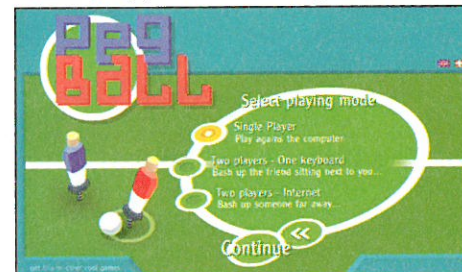 peg
BALL
Select playing mode
Single Player
Play agains the computer
Two players - One keyboard
Bash up the friend sitting next to you...
Two players - Internet
Bash up someone far away...
Continue